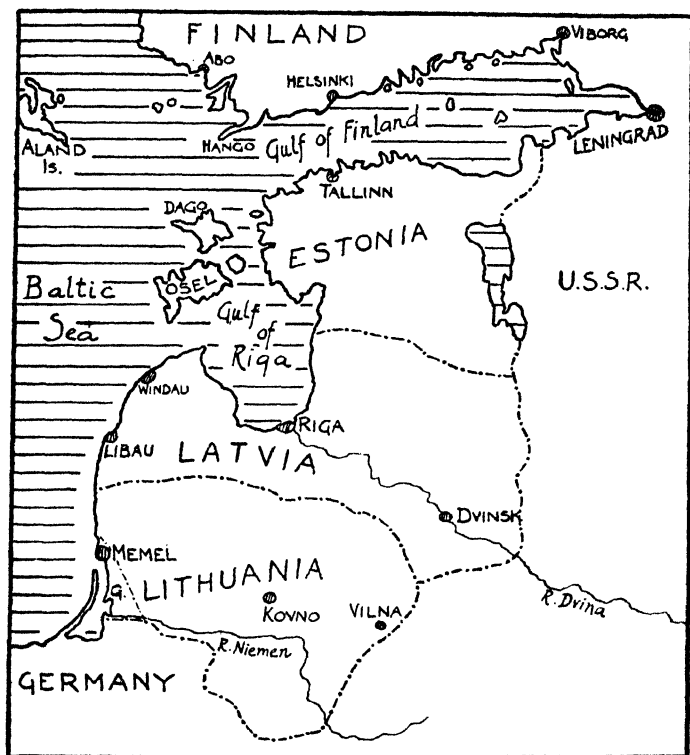 FINLAND
VIBORG
ABO
HELSINKI
ALAND
Is.
HANGO
Gulf of Finland
LENINGRAD
TALLINN
DAGO
ESTONIA
OSEL
U.S.S.R.
Baltic
Sea
Gulf
of
Riga
WINDAU
RIGA
LIBAU
LATVIA
DVINSK
MEMEL
G.
LITHUANIA
R. Dvina
KOVNO
VILNA
R. Niemen
GERMANY